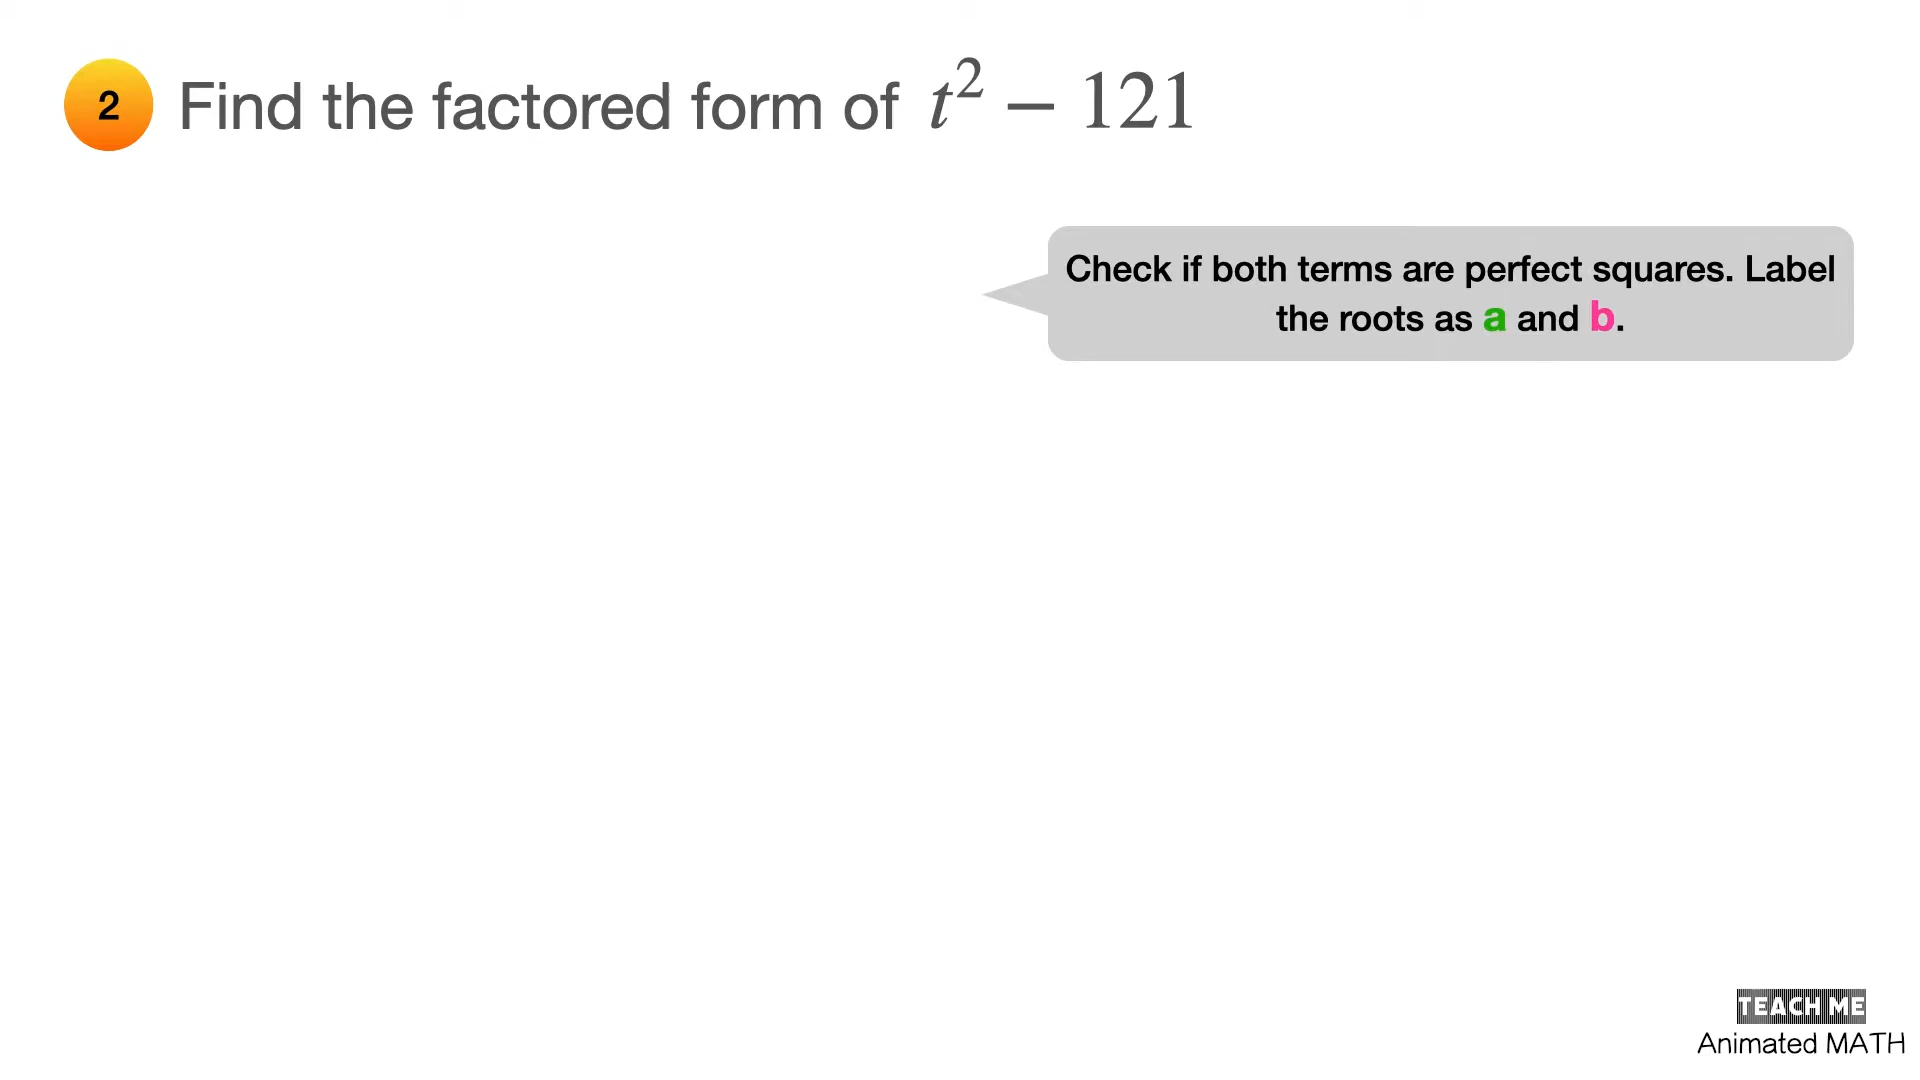 2 Find the factored form of t² – 121
Check if both terms are perfect squares. Label
the roots as a and b.
TEACH ME
Animated MATH